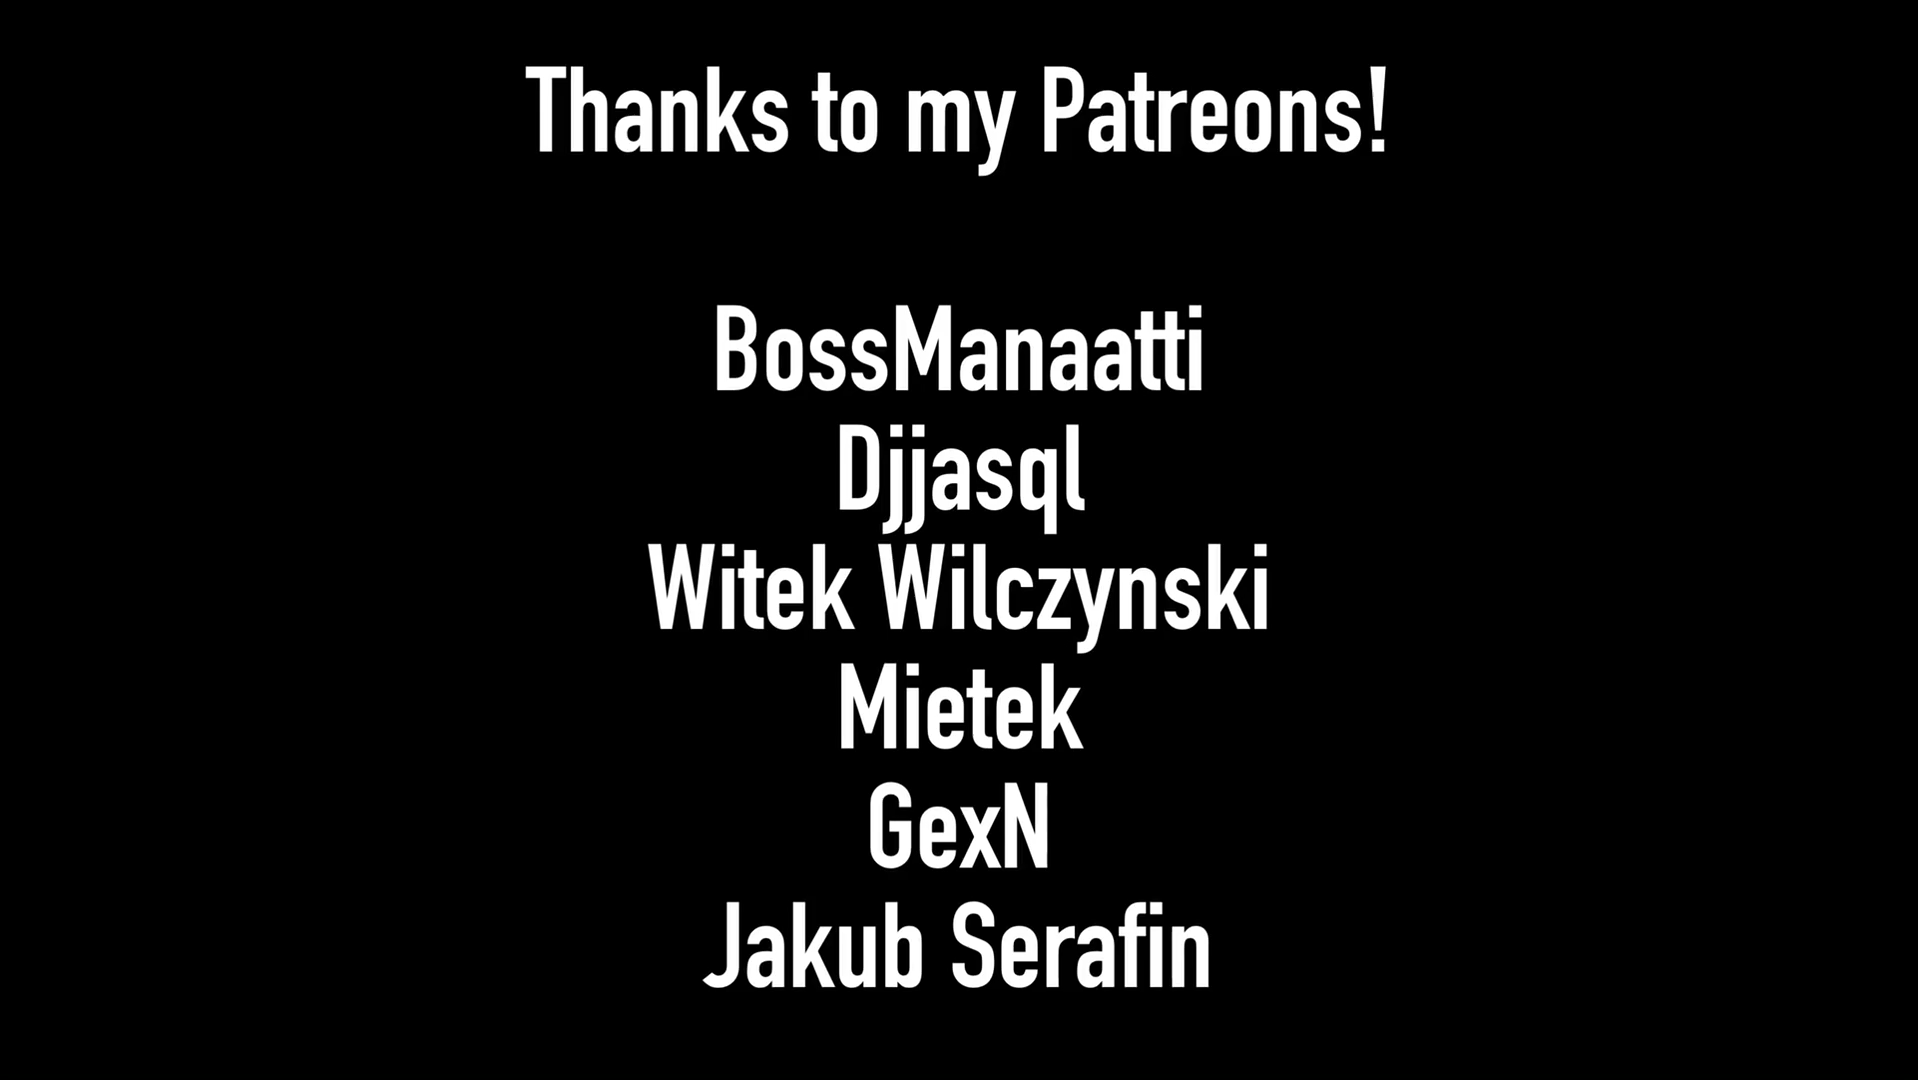 Thanks to my Patreons!
BossManaatti
Djjasql
Witek Wilczynski
Mietek
GexN
Jakub Serafin